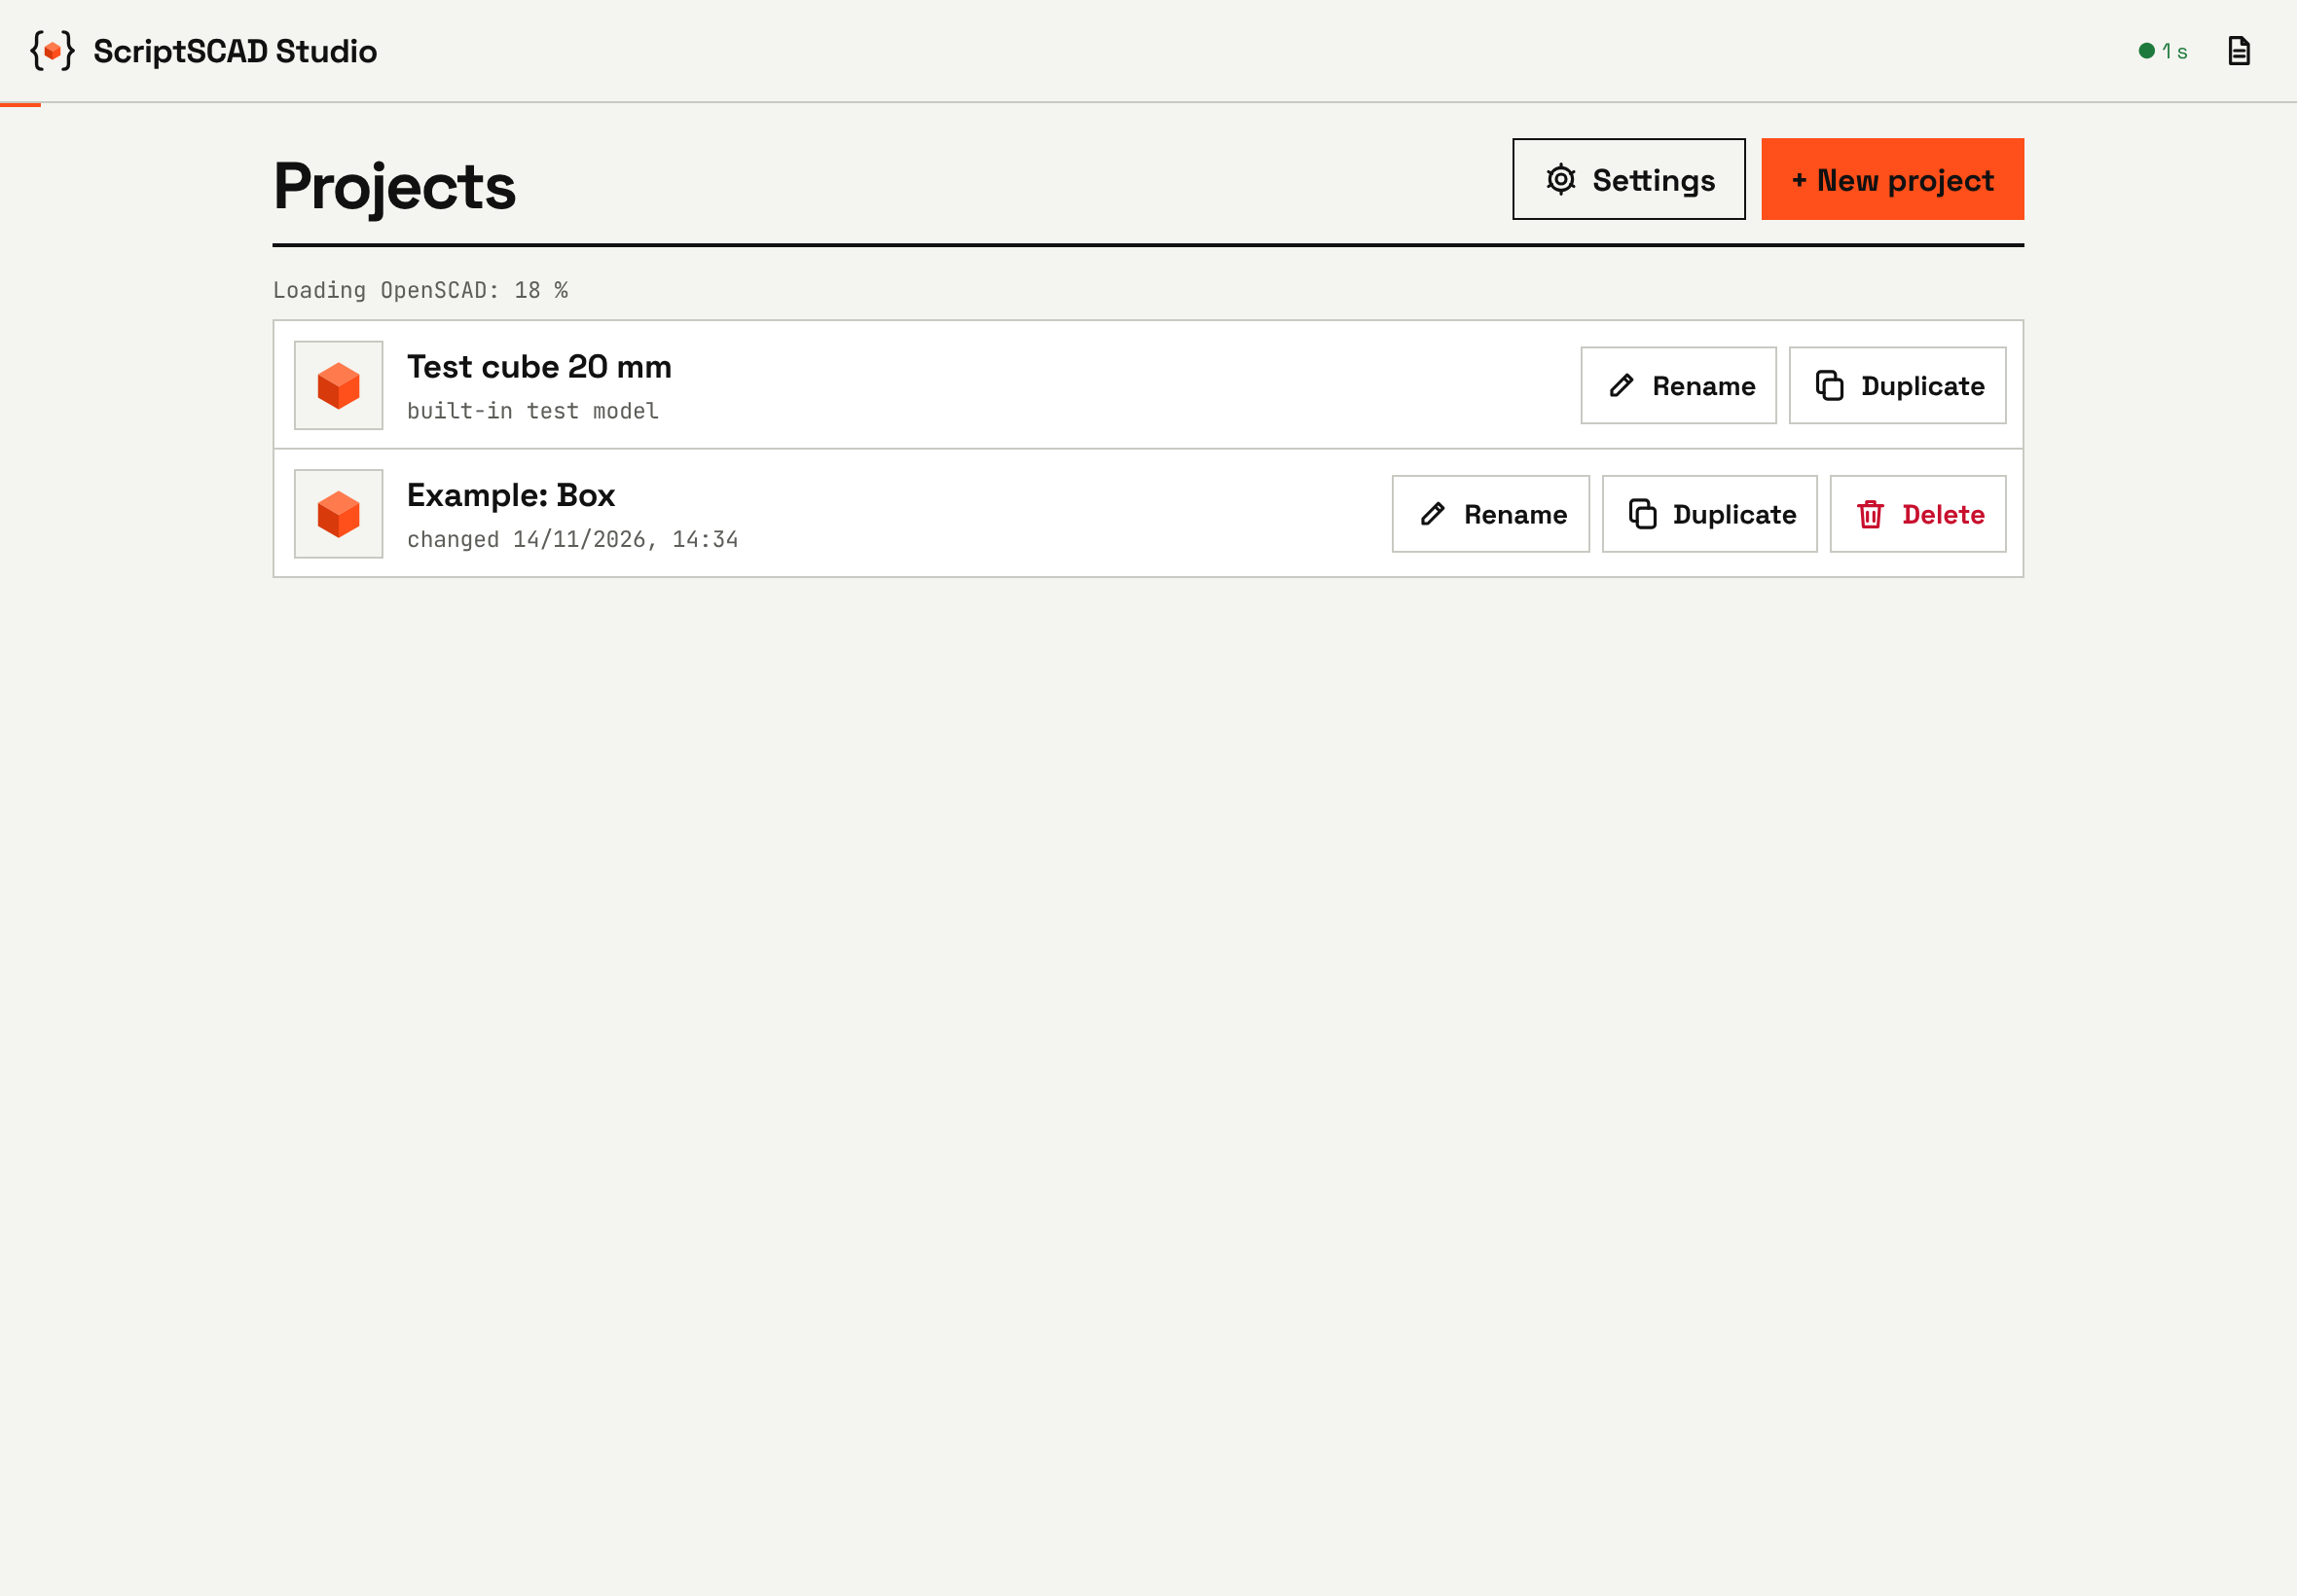 ScriptSCAD Studio
1 s
Projects
Settings
+ New project
Loading OpenSCAD: 18 %
Test cube 20 mm
built-in test model
Rename
Duplicate
Example: Box
changed 14/11/2026, 14:34
Rename
Duplicate
Delete